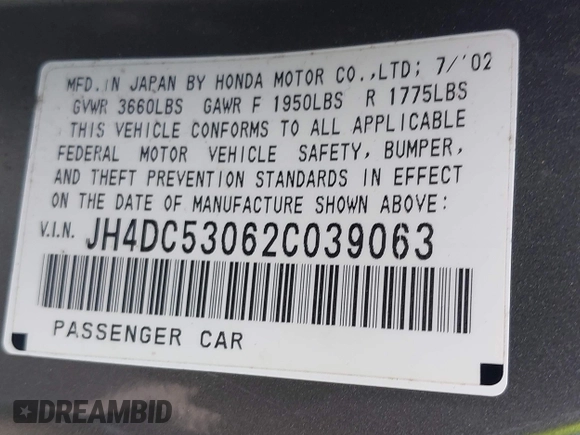 MFD. IN JAPAN BY HONDA MOTOR CO.,LTD; 7/'02
GVWR 3660LBS GAWR F 1950LBS R 1775LBS
THIS VEHICLE CONFORMS TO ALL APPLICABLE
FEDERAL MOTOR VEHICLE SAFETY, BUMPER,
AND THEFT PREVENTION STANDARDS IN EFFECT
ON THE DATE OF MANUFACTURE SHOWN ABOVE:
V.I.N. JH4DC53062C039063
PASSENGER CAR
DREAMBID